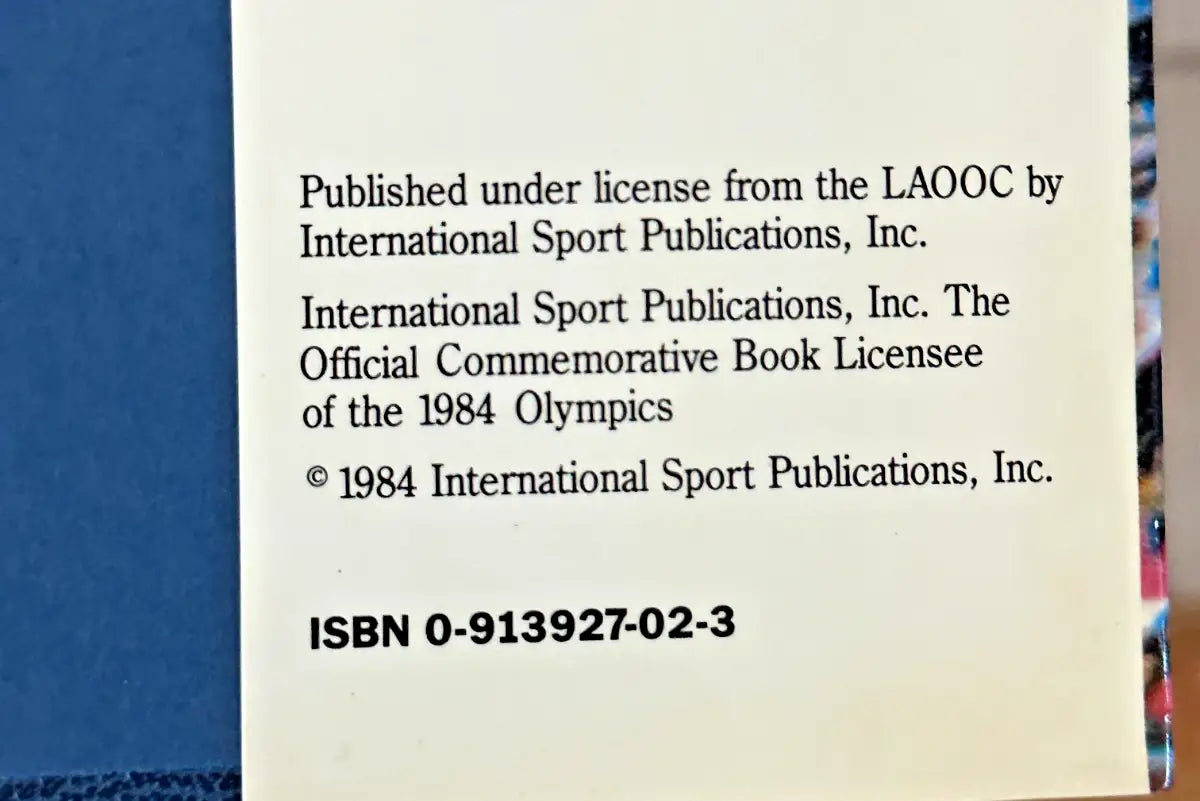 Published under license from the LAOOC by
International Sport Publications, Inc.
International Sport Publications, Inc. The
Official Commemorative Book Licensee
of the 1984 Olympics
© 1984 International Sport Publications, Inc.
ISBN 0-913927-02-3